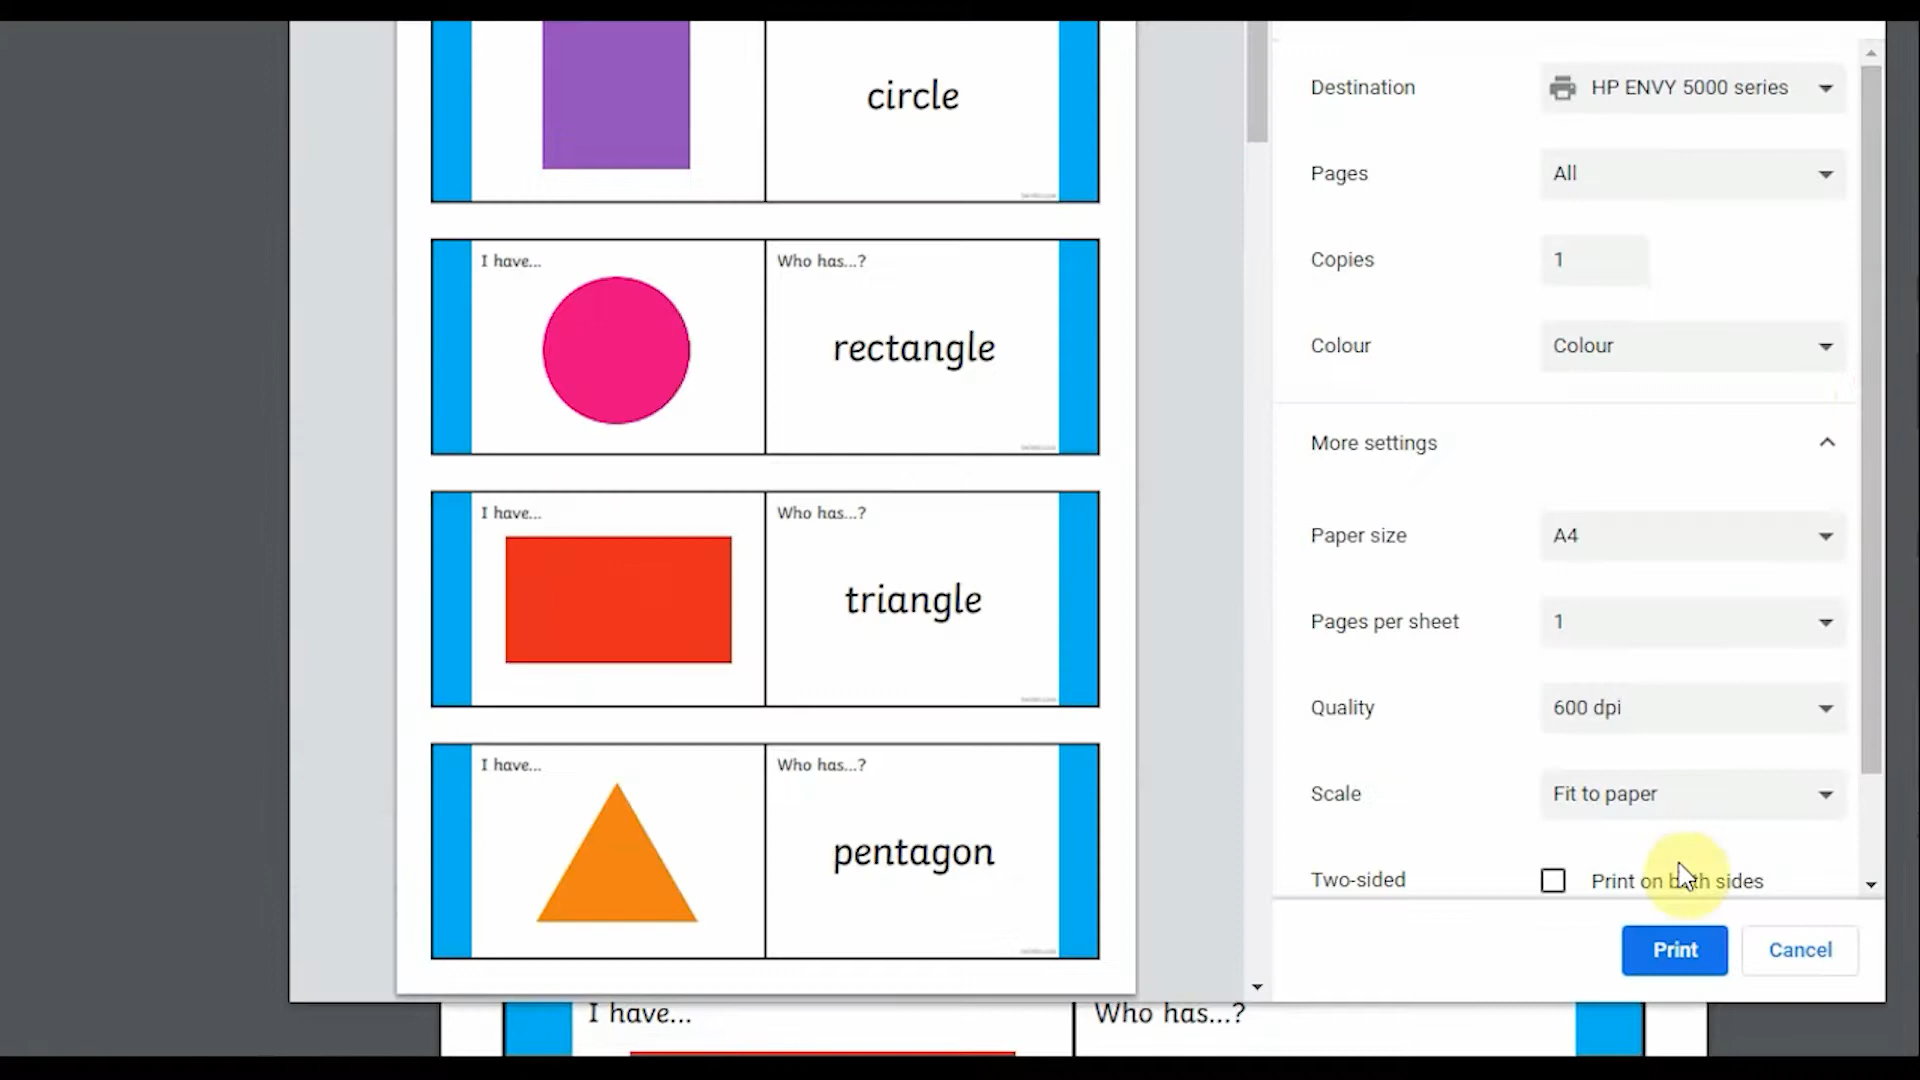 circle
I have...
Who has...?
rectangle
I have...
Who has...?
triangle
I have...
Who has...?
pentagon
I have...
Who has...?
Destination
HP ENVY 5000 series
Pages
All
Copies
1
Colour
Colour
More settings
Paper size
A4
Pages per sheet
1
Quality
600 dpi
Scale
Fit to paper
Two-sided
Print on both sides
Print
Cancel